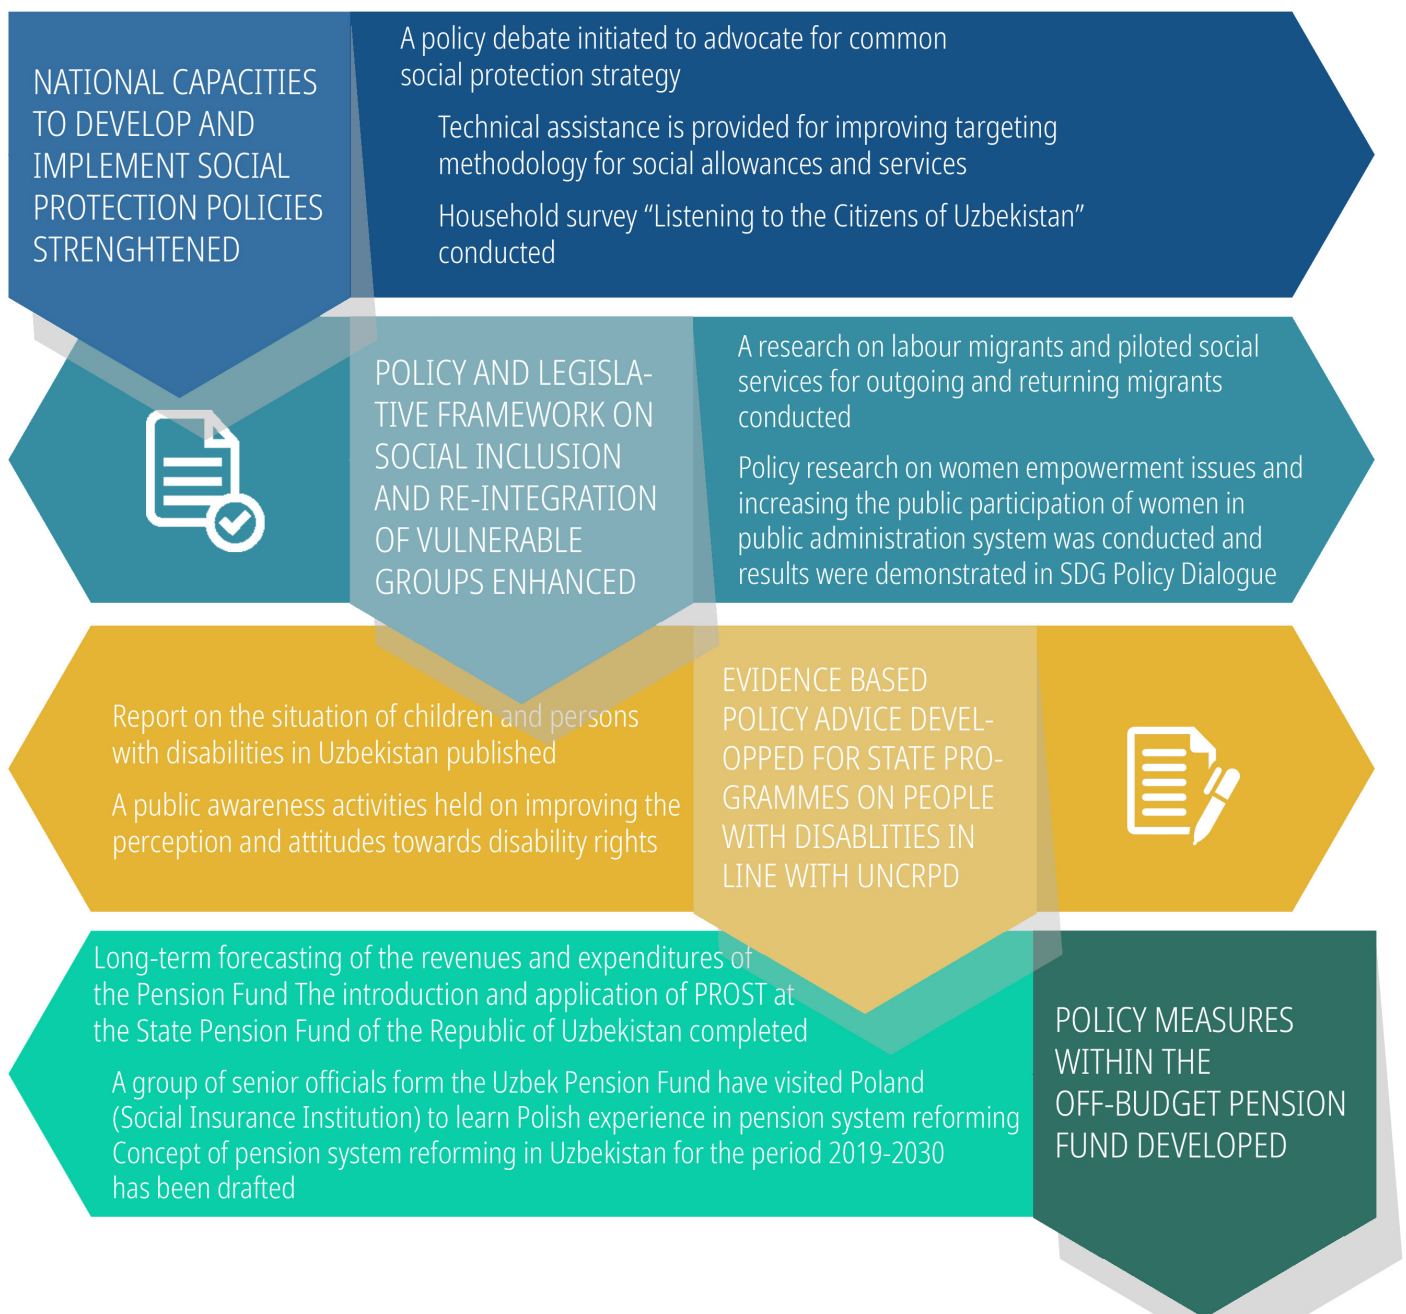 NATIONAL CAPACITIES
TO DEVELOP AND
IMPLEMENT SOCIAL
PROTECTION POLICIES
STRENGHTENED
A policy debate initiated to advocate for common
social protection strategy
Technical assistance is provided for improving targeting
methodology for social allowances and services
Household survey “Listening to the Citizens of Uzbekistan”
conducted
POLICY AND LEGISLA-
TIVE FRAMEWORK ON
SOCIAL INCLUSION
AND RE-INTEGRATION
OF VULNERABLE
GROUPS ENHANCED
A research on labour migrants and piloted social
services for outgoing and returning migrants
conducted
Policy research on women empowerment issues and
increasing the public participation of women in
public administration system was conducted and
results were demonstrated in SDG Policy Dialogue
Report on the situation of children and persons
with disabilities in Uzbekistan published
A public awareness activities held on improving the
perception and attitudes towards disability rights
EVIDENCE BASED
POLICY ADVICE DEVEL-
OPPED FOR STATE PRO-
GRAMMES ON PEOPLE
WITH DISABLITIES IN
LINE WITH UNCRPD
Long-term forecasting of the revenues and expenditures of
the Pension Fund The introduction and application of PROST at
the State Pension Fund of the Republic of Uzbekistan completed
A group of senior officials form the Uzbek Pension Fund have visited Poland
(Social Insurance Institution) to learn Polish experience in pension system reforming
Concept of pension system reforming in Uzbekistan for the period 2019-2030
has been drafted
POLICY MEASURES
WITHIN THE
OFF-BUDGET PENSION
FUND DEVELOPED